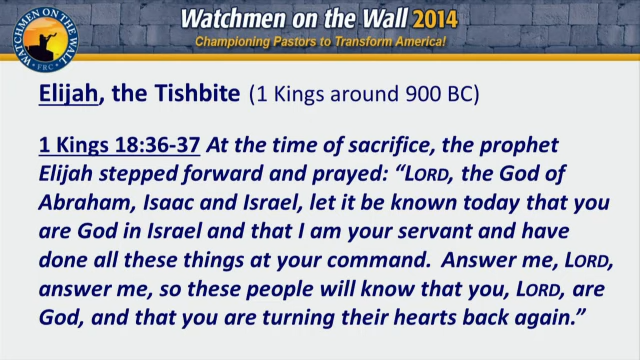 Watchmen on the Wall 2014
Championing Pastors to Transform America!
WATCHMEN ON THE WALL
FRC
Elijah, the Tishbite (1 Kings around 900 BC)
1 Kings 18:36-37 At the time of sacrifice, the prophet
Elijah stepped forward and prayed: “LORD, the God of
Abraham, Isaac and Israel, let it be known today that you
are God in Israel and that I am your servant and have
done all these things at your command. Answer me, LORD,
answer me, so these people will know that you, LORD, are
God, and that you are turning their hearts back again.”